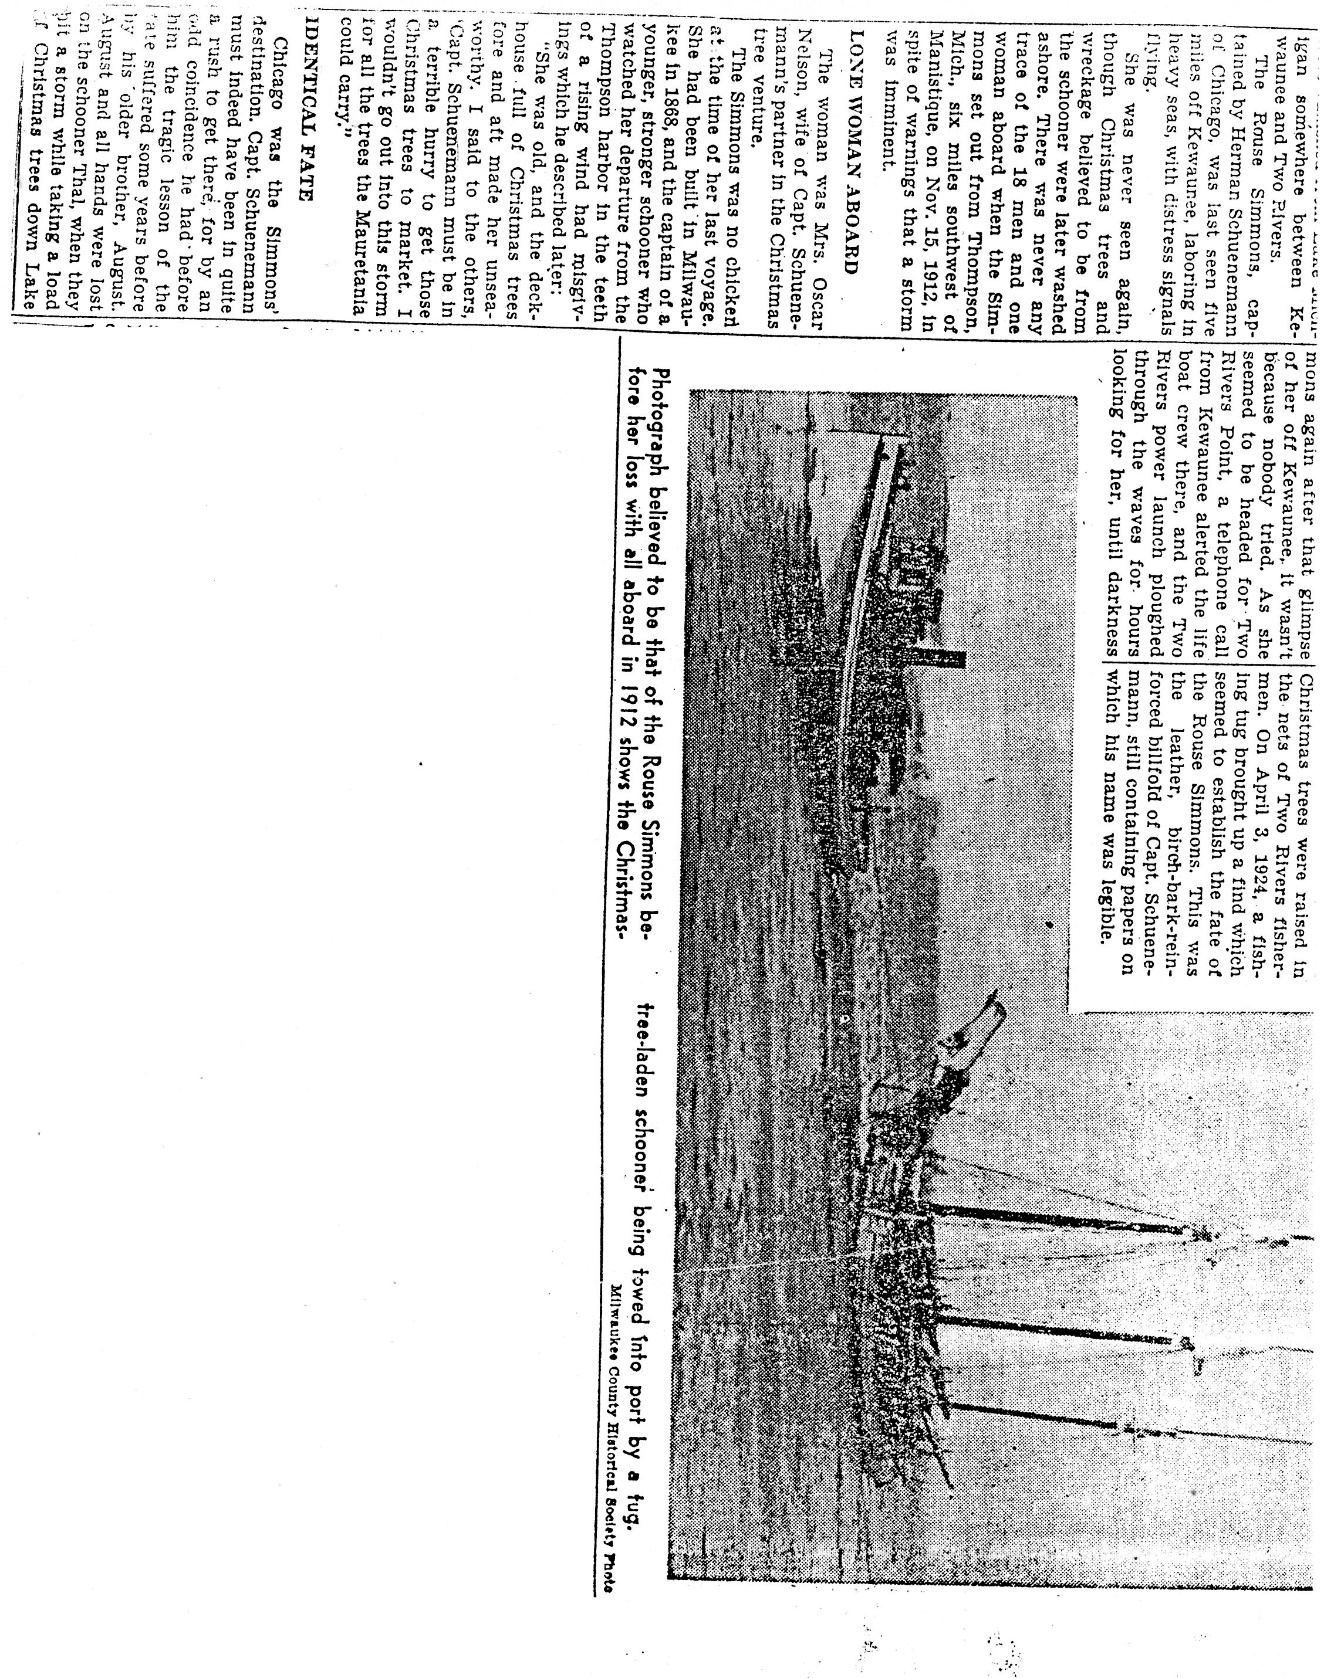 igan somewhere between Ke-
waunee and Two Rivers.
The Rouse Simmons, cap-
tained by Herman Schuenemann
of Chicago, was last seen five
miles off Kewaunee, laboring in
heavy seas, with distress signals
flying.
She was never seen again,
though Christmas trees and
wreckage believed to be from
the schooner were later washed
ashore. There was never any
trace of the 18 men and one
woman aboard when the Sim-
mons set out from Thompson,
Mich., six miles southwest of
Manistique, on Nov. 15, 1912, in
spite of warnings that a storm
was imminent.
LONE WOMAN ABOARD
The woman was Mrs. Oscar
Nelson, wife of Capt. Schuene-
mann's partner in the Christmas
tree venture.
The Simmons was no chicken
at the time of her last voyage.
She had been built in Milwau-
kee in 1868, and the captain of a
younger, stronger schooner who
watched her departure from the
Thompson harbor in the teeth
of a rising wind had misgiv-
ings which he described later:
"She was old, and the deck-
house full of Christmas trees
fore and aft made her unsea-
worthy. I said to the others,
'Capt. Schuenemann must be in
a terrible hurry to get those
Christmas trees to market. I
wouldn't go out into this storm
for all the trees the Mauretania
could carry."
IDENTICAL FATE
Chicago was the Simmons'
destination. Capt. Schuenemann
must indeed have been in quite
a rush to get there, for by an
odd coincidence he had before
him the tragic lesson of the
fate suffered some years before
by his older brother, August.
August and all hands were lost
on the schooner Thal, when they
hit a storm while taking a load
of Christmas trees down Lake
mons again after that glimpse
of her off Kewaunee, it wasn't
because nobody tried. As she
seemed to be headed for Two
Rivers Point, a telephone call
from Kewaunee alerted the life
boat crew there, and the Two
Rivers power launch ploughed
through the waves for hours
looking for her, until darkness
Christmas trees were raised in
the nets of Two Rivers fisher-
men. On April 3, 1924, a fish-
ing tug brought up a find which
seemed to establish the fate of
the Rouse Simmons. This was
the leather, birch-bark-rein-
forced billfold of Capt. Schuene-
mann, still containing papers on
which his name was legible.
Photograph believed to be that of the Rouse Simmons be-
fore her loss with all aboard in 1912 shows the Christmas-
tree-laden schooner being towed into port by a tug.
Milwaukee County Historical Society Photo